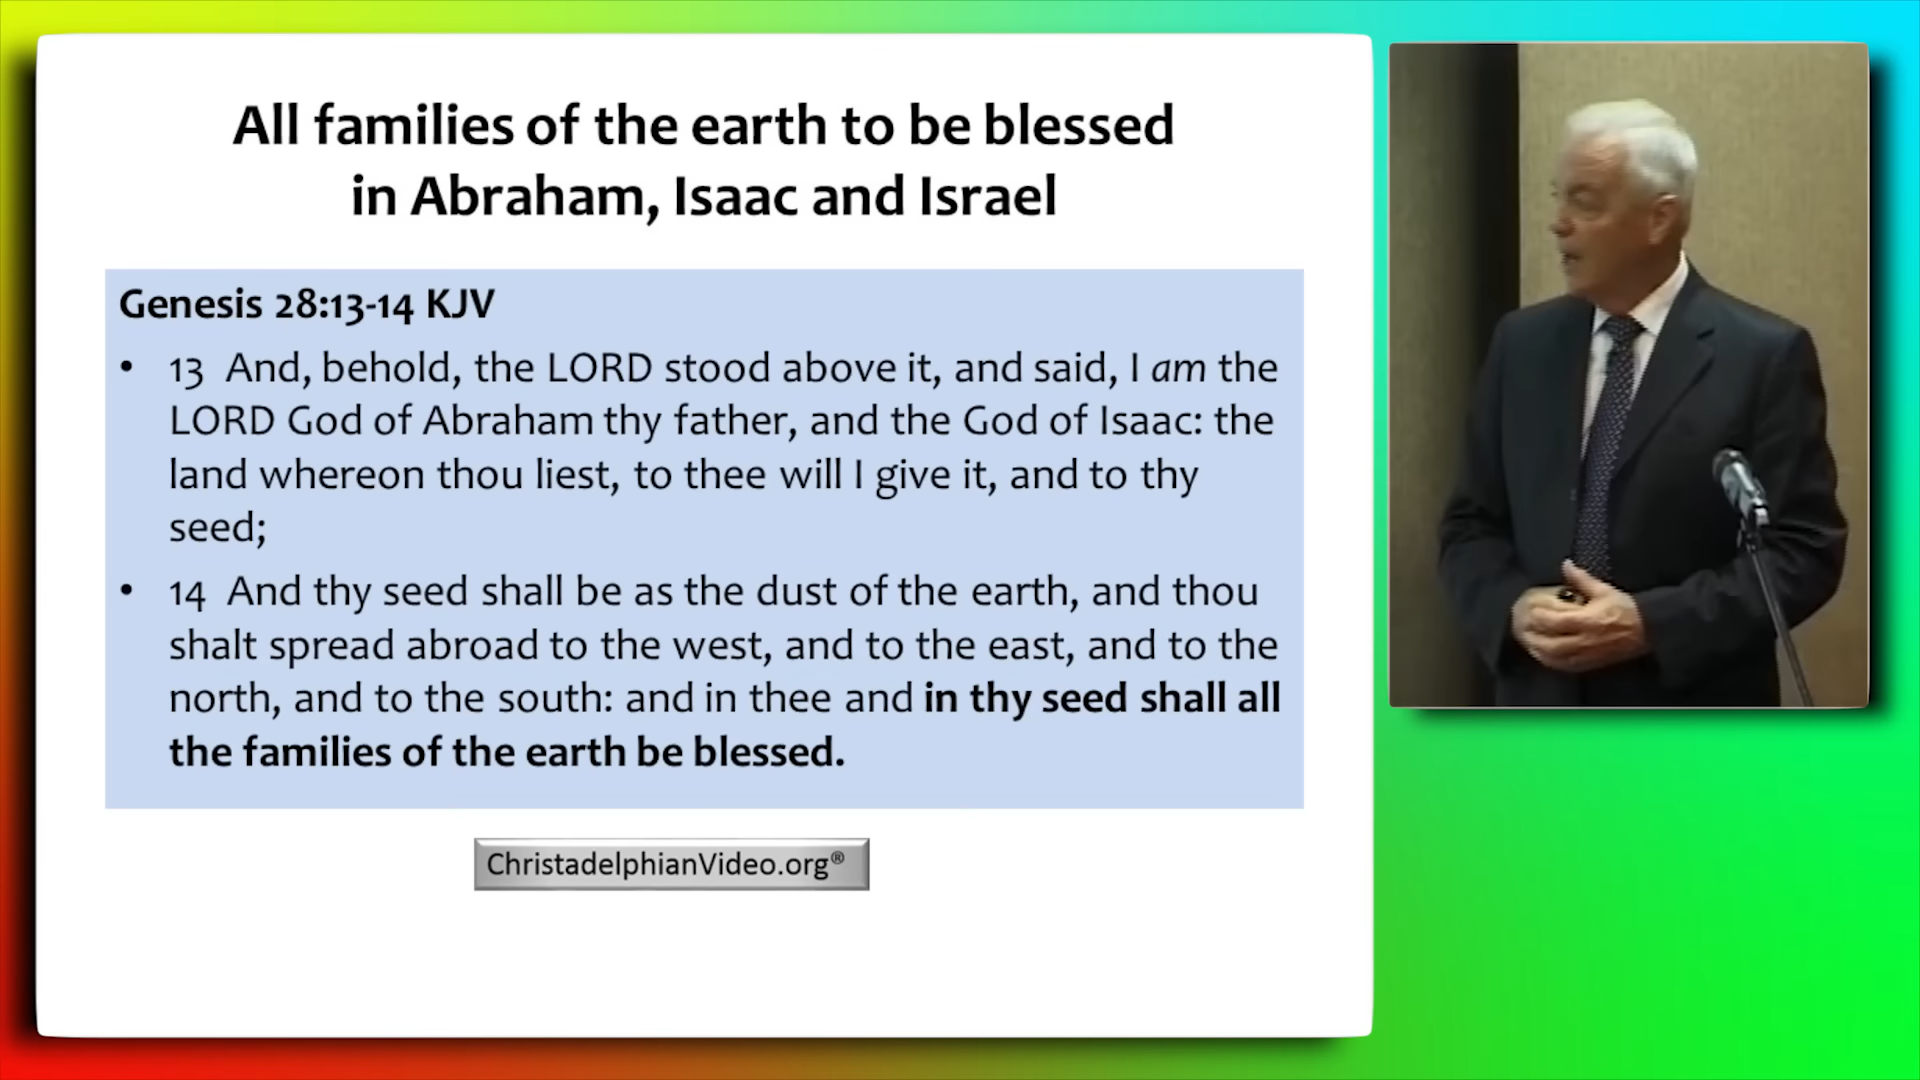 All families of the earth to be blessed
in Abraham, Isaac and Israel
Genesis 28:13-14 KJV
• 13 And, behold, the LORD stood above it, and said, I am the
LORD God of Abraham thy father, and the God of Isaac: the
land whereon thou liest, to thee will I give it, and to thy
seed;
• 14 And thy seed shall be as the dust of the earth, and thou
shalt spread abroad to the west, and to the east, and to the
north, and to the south: and in thee and in thy seed shall all
the families of the earth be blessed.
ChristadelphianVideo.org®